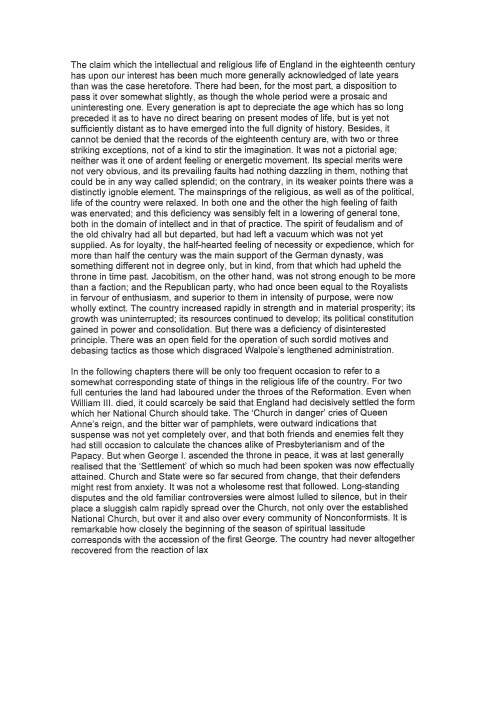 The claim which the intellectual and religious life of England in the eighteenth century
has upon our interest has been much more generally acknowledged of late years
than was the case heretofore. There had been, for the most part, a disposition to
pass it over somewhat slightly, as though the whole period were a prosaic and
uninteresting one. Every generation is apt to depreciate the age which has so long
preceded it as to have no direct bearing on present modes of life, but is yet not
sufficiently distant as to have emerged into the full dignity of history. Besides, it
cannot be denied that the records of the eighteenth century are, with two or three
striking exceptions, not of a kind to stir the imagination. It was not a pictorial age;
neither was it one of ardent feeling or energetic movement. Its special merits were
not very obvious, and its prevailing faults had nothing dazzling in them, nothing that
could be in any way called splendid; on the contrary, in its weaker points there was a
distinctly ignoble element. The mainsprings of the religious, as well as of the political,
life of the country were relaxed. In both one and the other the high feeling of faith
was enervated; and this deficiency was sensibly felt in a lowering of general tone,
both in the domain of intellect and in that of practice. The spirit of feudalism and of
the old chivalry had all but departed, but had left a vacuum which was not yet
supplied. As for loyalty, the half-hearted feeling of necessity or expedience, which for
more than half the century was the main support of the German dynasty, was
something different not in degree only, but in kind, from that which had upheld the
throne in time past. Jacobitism, on the other hand, was not strong enough to be more
than a faction; and the Republican party, who had once been equal to the Royalists
in fervour of enthusiasm, and superior to them in intensity of purpose, were now
wholly extinct. The country increased rapidly in strength and in material prosperity; its
growth was uninterrupted; its resources continued to develop; its political constitution
gained in power and consolidation. But there was a deficiency of disinterested
principle. There was an open field for the operation of such sordid motives and
debasing tactics as those which disgraced Walpole's lengthened administration.
In the following chapters there will be only too frequent occasion to refer to a
somewhat corresponding state of things in the religious life of the country. For two
full centuries the land had laboured under the throes of the Reformation. Even when
William III. died, it could scarcely be said that England had decisively settled the form
which her National Church should take. The 'Church in danger' cries of Queen
Anne's reign, and the bitter war of pamphlets, were outward indications that
suspense was not yet completely over, and that both friends and enemies felt they
had still occasion to calculate the chances alike of Presbyterianism and of the
Papacy. But when George I. ascended the throne in peace, it was at last generally
realised that the 'Settlement' of which so much had been spoken was now effectually
attained. Church and State were so far secured from change, that their defenders
might rest from anxiety. It was not a wholesome rest that followed. Long-standing
disputes and the old familiar controversies were almost lulled to silence, but in their
place a sluggish calm rapidly spread over the Church, not only over the established
National Church, but over it and also over every community of Nonconformists. It is
remarkable how closely the beginning of the season of spiritual lassitude
corresponds with the accession of the first George. The country had never altogether
recovered from the reaction of lax